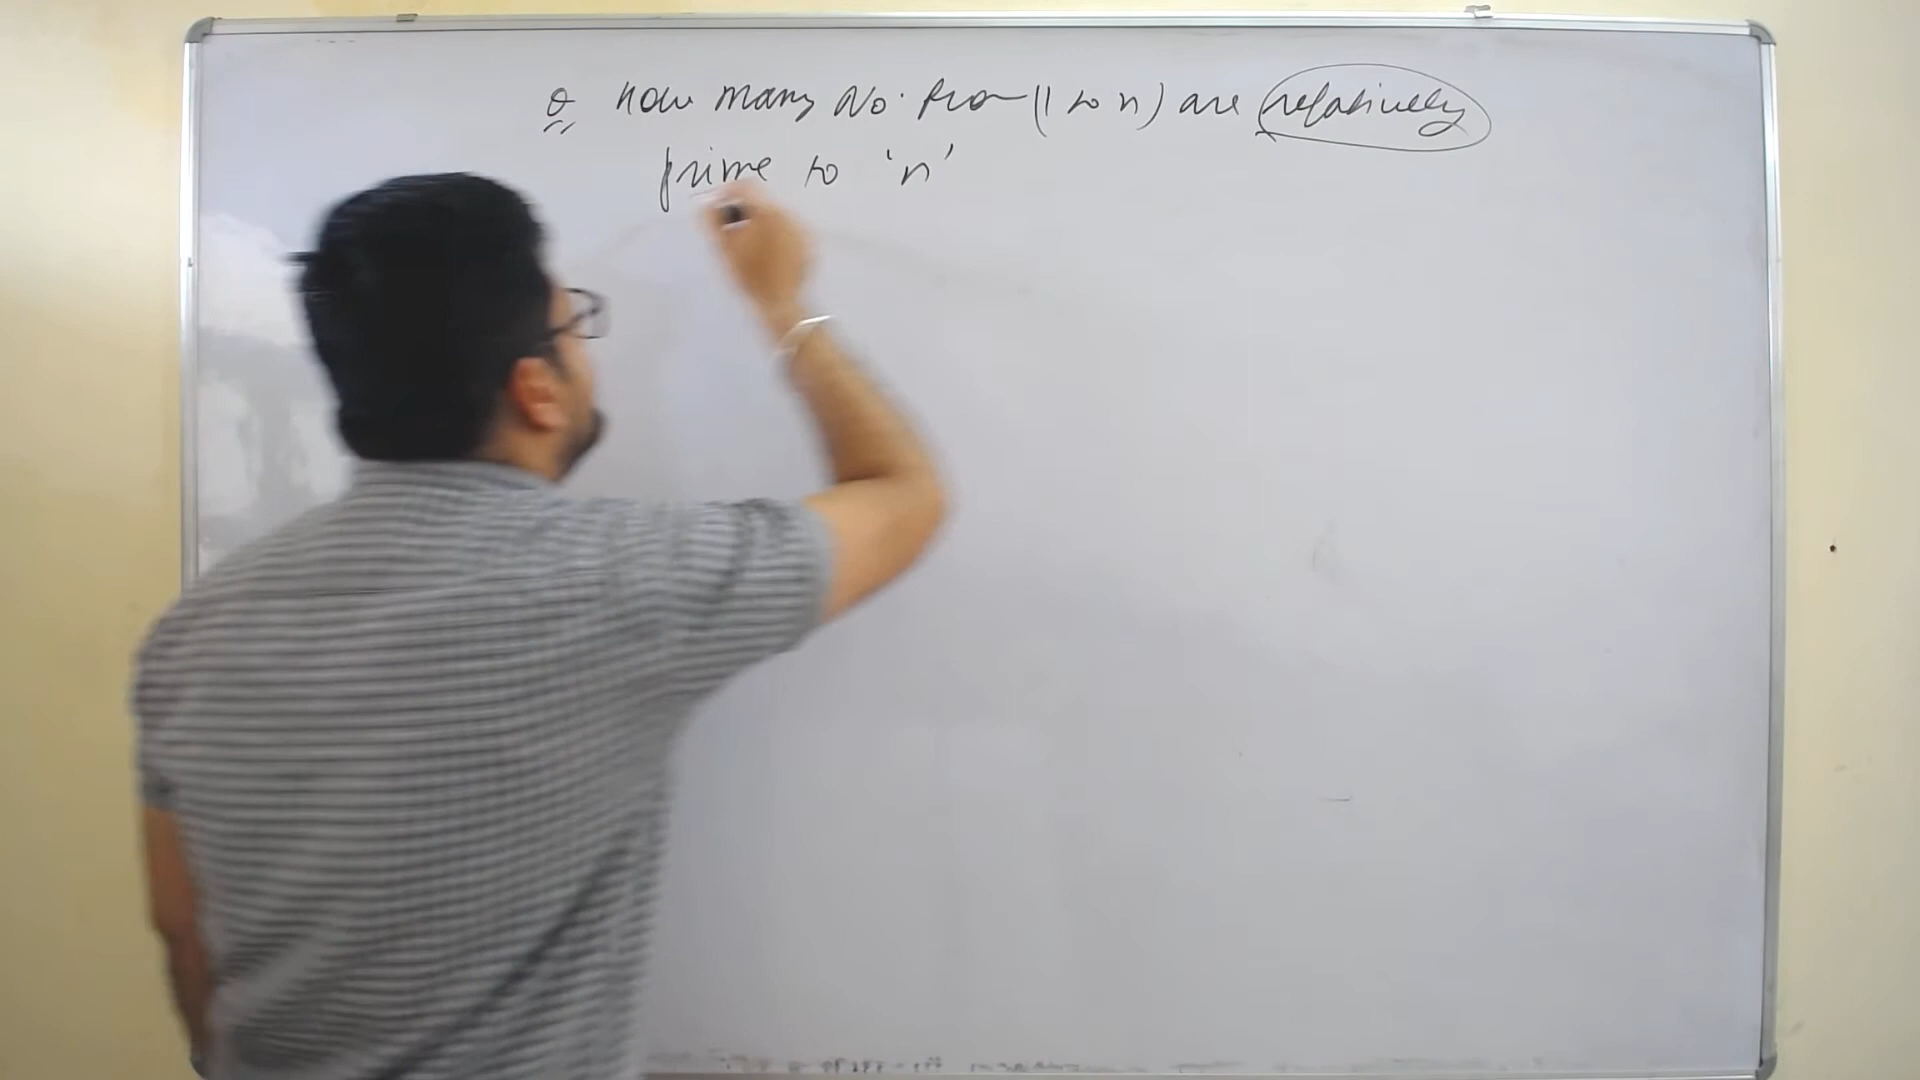 Q how many No. from (1 to n) are relatively
prime to 'n'